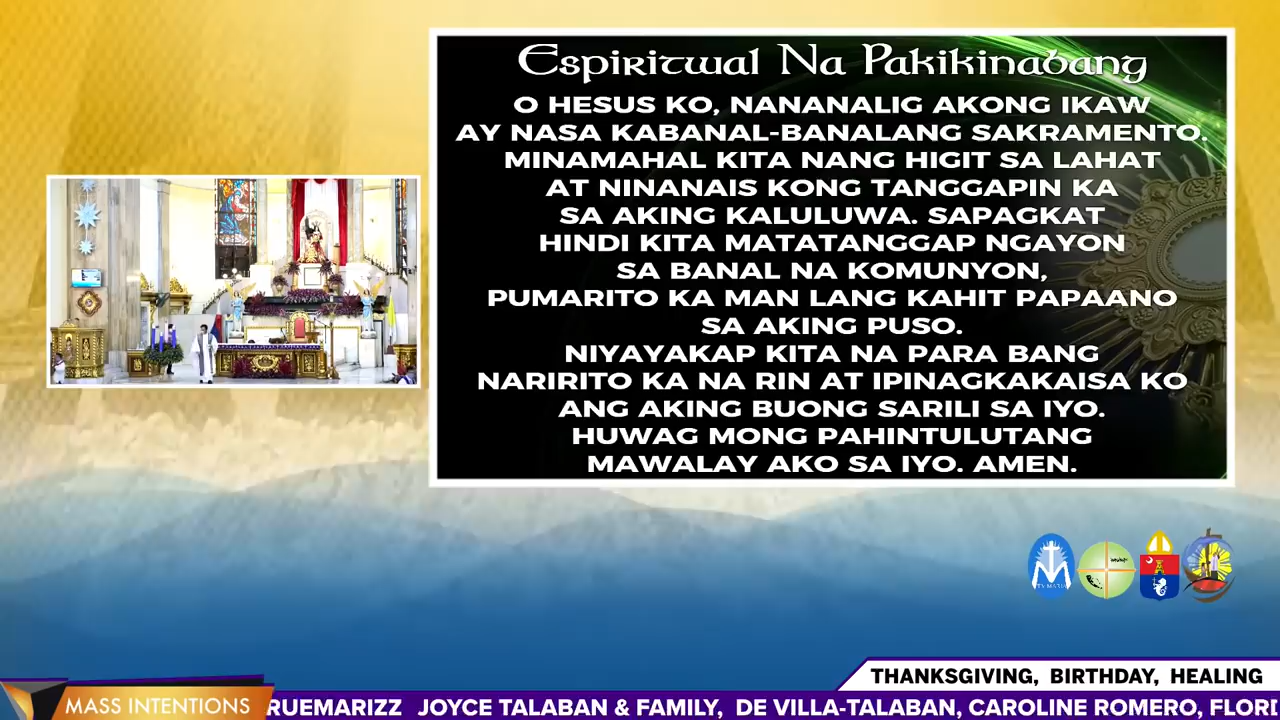 Espiritwal Na Pakikinabang
O HESUS KO, NANANALIG AKONG IKAW
AY NASA KABANAL-BANALANG SAKRAMENTO.
MINAMAHAL KITA NANG HIGIT SA LAHAT
AT NINANAIS KONG TANGGAPIN KA
SA AKING KALULUWA. SAPAGKAT
HINDI KITA MATATANGGAP NGAYON
SA BANAL NA KOMUNYON,
PUMARITO KA MAN LANG KAHIT PAPAANO
SA AKING PUSO.
NIYAYAKAP KITA NA PARA BANG
NARIRITO KA NA RIN AT IPINAGKAKAISA KO
ANG AKING BUONG SARILI SA IYO.
HUWAG MONG PAHINTULUTANG
MAWALAY AKO SA IYO. AMEN.
THANKSGIVING, BIRTHDAY, HEALING
MASS INTENTIONS
RUEMARIZZ JOYCE TALABAN & FAMILY, DE VILLA-TALABAN, CAROLINE ROMERO, FLORI